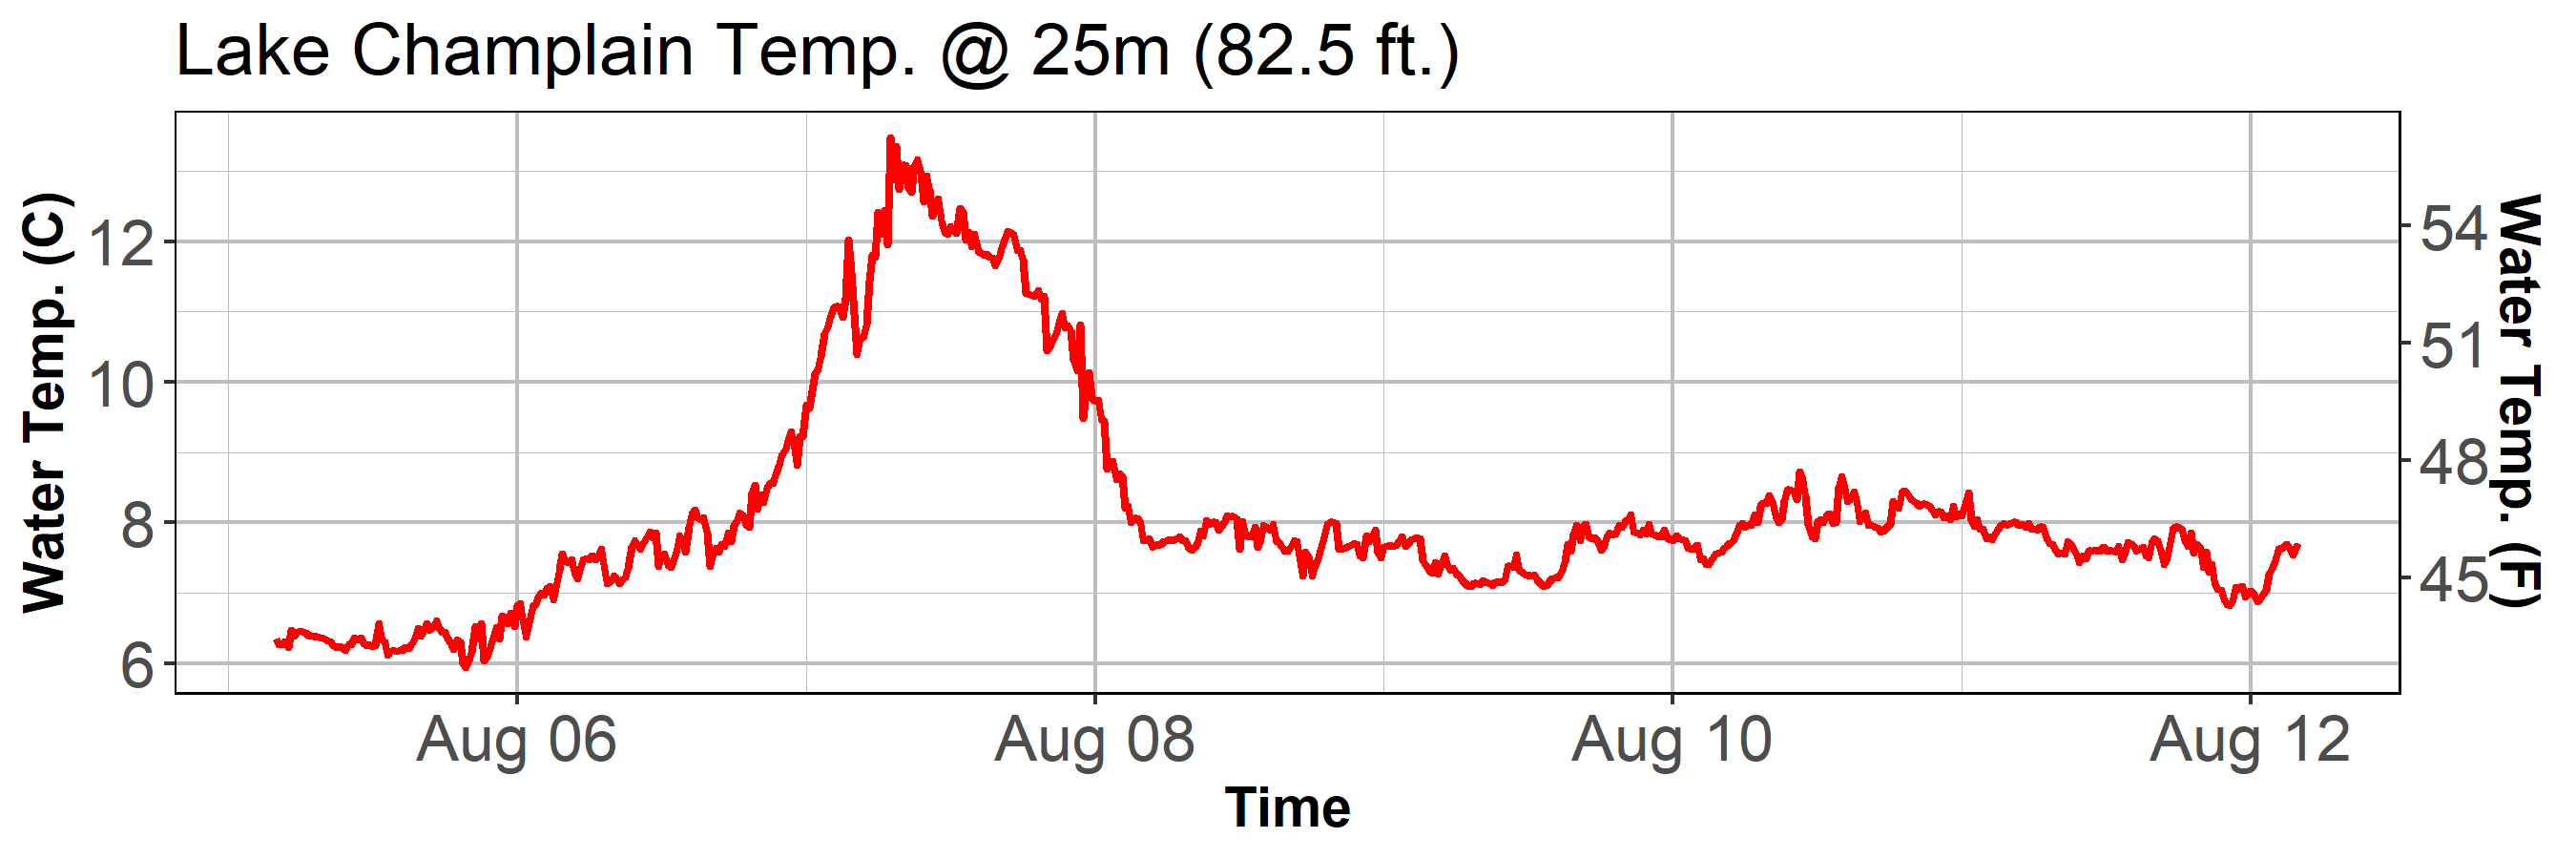 Lake Champlain Temp. @ 25m (82.5 ft.)
Water Temp. (C)
12
10
8
6
54
51
48
45
Water Temp. (F)
Aug 06
Aug 08
Aug 10
Aug 12
Time